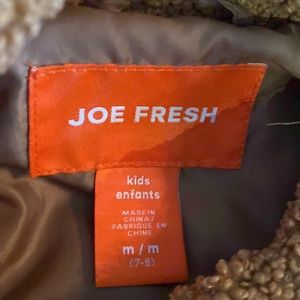 JOE FRESH
kids
enfants
MADE IN
CHINA/
FABRIQUÉ EN
CHINE
m / m
(7-8)